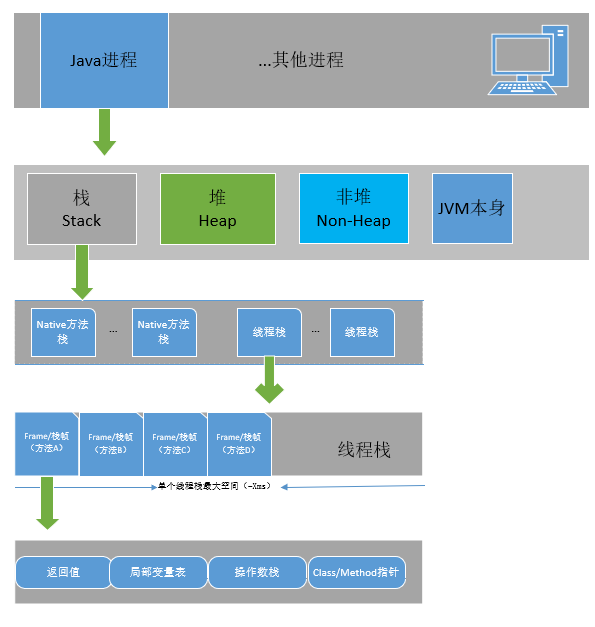 Java进程
...其他进程
栈
Stack
堆
Heap
非堆
Non-Heap
JVM本身
Native方法
栈
...
Native方法
栈
线程栈
...
线程栈
Frame/栈帧
（方法A）
Frame/栈帧
（方法B）
Frame/栈帧
（方法C）
Frame/栈帧
（方法D）
线程栈
单个线程栈最大空间（-Xms）
返回值
局部变量表
操作数栈
Class/Method指针